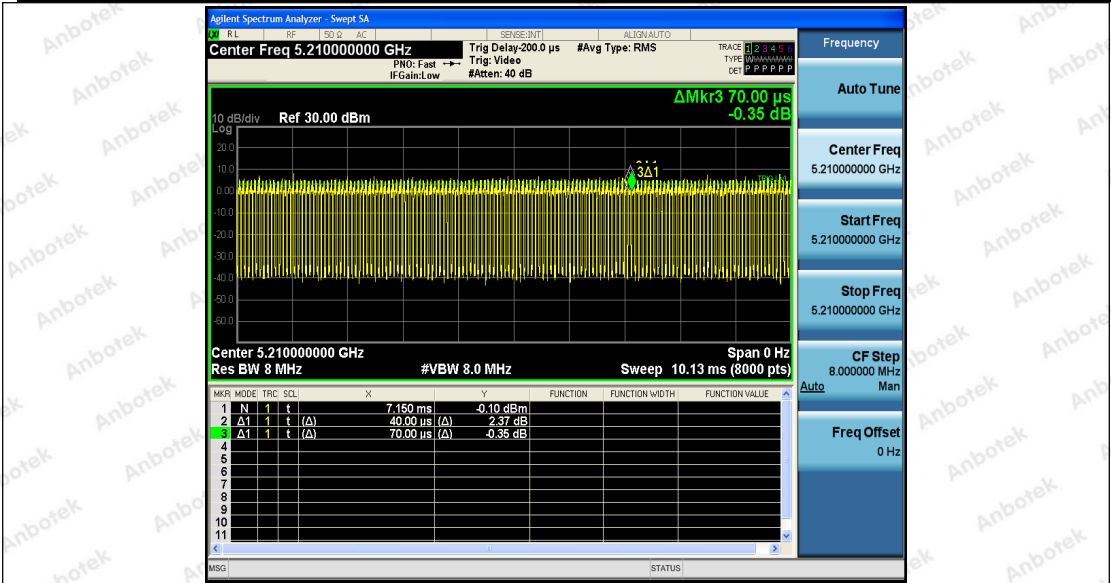 Agilent Spectrum Analyzer - Swept SA
RL RF 50 Ω AC SENSE:INT ALIGNAUTO
Center Freq 5.210000000 GHz
PNO: Fast
IFGain:Low
Trig Delay-200.0 µs
Trig: Video
#Atten: 40 dB
#Avg Type: RMS
TRACE 1 2 3 4 5 6
TYPE
DET P P P P P P
ΔMkr3 70.00 µs
-0.35 dB
10 dB/div
Log
Ref 30.00 dBm
20.0
10.0
0.00
-10.0
-20.0
-30.0
-40.0
-50.0
-60.0
3Δ1
Center 5.210000000 GHz
Span 0 Hz
Res BW 8 MHz
#VBW 8.0 MHz
Sweep 10.13 ms (8000 pts)
MKR MODE TRC SCL X Y FUNCTION FUNCTION WIDTH FUNCTION VALUE
1 N 1 t 7.150 ms -0.10 dBm
2 Δ1 1 t (Δ) 40.00 µs (Δ) 2.37 dB
3 Δ1 1 t (Δ) 70.00 µs (Δ) -0.35 dB
4
5
6
7
8
9
10
11
MSG
STATUS
Frequency
Auto Tune
Center Freq
5.210000000 GHz
Start Freq
5.210000000 GHz
Stop Freq
5.210000000 GHz
CF Step
8.000000 MHz
Auto Man
Freq Offset
0 Hz
Anbotek